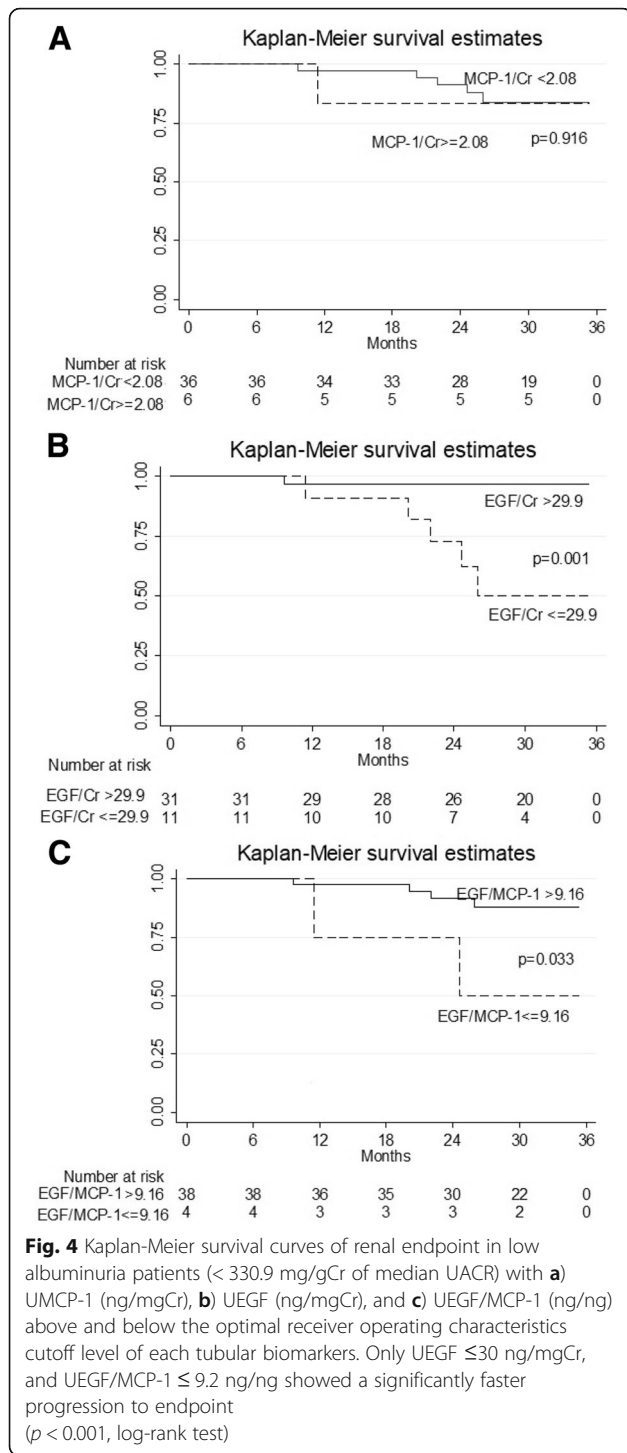 A
Kaplan-Meier survival estimates
1.00
0.75
0.50
0.25
0.00
MCP-1/Cr <2.08
MCP-1/Cr>=2.08
p=0.916
0 6 12 18 24 30 36
Months
Number at risk
MCP-1/Cr<2.08 36 36 34 33 28 19 0
MCP-1/Cr>=2.08 6 6 5 5 5 5 0
B
Kaplan-Meier survival estimates
1.00
0.75
0.50
0.25
0.00
EGF/Cr >29.9
p=0.001
EGF/Cr <=29.9
0 6 12 18 24 30 36
Months
Number at risk
EGF/Cr >29.9 31 31 29 28 26 20 0
EGF/Cr <=29.9 11 11 10 10 7 4 0
C
Kaplan-Meier survival estimates
1.00
0.75
0.50
0.25
0.00
EGF/MCP-1 >9.16
p=0.033
EGF/MCP-1<=9.16
0 6 12 18 24 30 36
Months
Number at risk
EGF/MCP-1 >9.16 38 38 36 35 30 22 0
EGF/MCP-1<=9.16 4 4 3 3 3 2 0
Fig. 4 Kaplan-Meier survival curves of renal endpoint in low
albuminuria patients (< 330.9 mg/gCr of median UACR) with a)
UMCP-1 (ng/mgCr), b) UEGF (ng/mgCr), and c) UEGF/MCP-1 (ng/ng)
above and below the optimal receiver operating characteristics
cutoff level of each tubular biomarkers. Only UEGF ≤30 ng/mgCr,
and UEGF/MCP-1 ≤ 9.2 ng/ng showed a significantly faster
progression to endpoint
(p < 0.001, log-rank test)